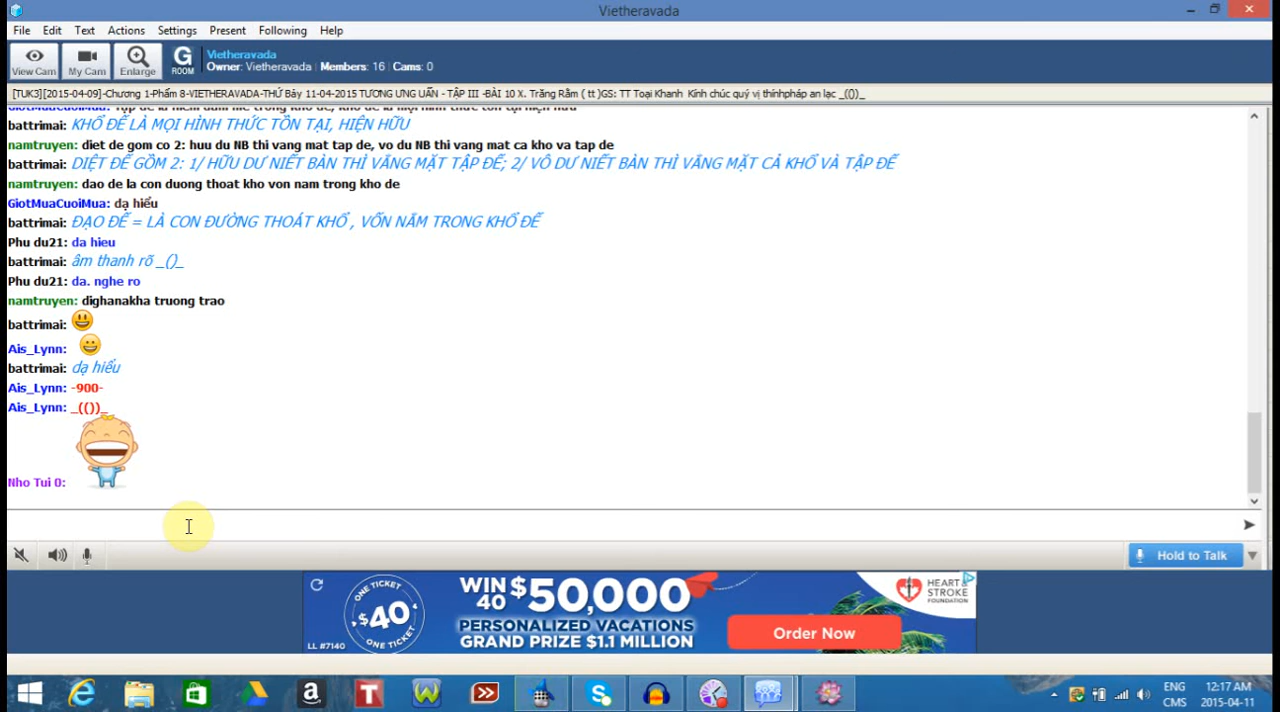 Vietheravada
File Edit Text Actions Settings Present Following Help
View Cam My Cam Enlarge G ROOM Vietheravada
Owner: Vietheravada | Members: 16 | Cams: 0
[TUK3][2015-04-09]-Chương 1-Phẩm 8-VIETHERAVADA-THỨ Bảy 11-04-2015 TƯƠNG ƯNG UẨN - TẬP III -BÀI 10 X. Trăng Rằm ( tt )GS: TT Toại Khanh Kính chúc quý vị thínhpháp an lạc _(())_
battrimai: KHỔ ĐẾ LÀ MỌI HÌNH THỨC TỒN TẠI, HIỆN HỮU
namtruyen: diet de gom co 2: huu du NB thi vang mat tap de, vo du NB thi vang mat ca kho va tap de
battrimai: DIỆT ĐẾ GỒM 2: 1/ HỮU DƯ NIẾT BÀN THÌ VẮNG MẶT TẬP ĐẾ; 2/ VÔ DƯ NIẾT BÀN THÌ VẮNG MẶT CẢ KHỔ VÀ TẬP ĐẾ
namtruyen: dao de la con duong thoat kho von nam trong kho de
GiotMuaCuoiMua: dạ hiểu
battrimai: ĐẠO ĐẾ = LÀ CON ĐƯỜNG THOÁT KHỔ , VỐN NẰM TRONG KHỔ ĐẾ
Phu du21: da hieu
battrimai: âm thanh rõ _()_
Phu du21: da. nghe ro
namtruyen: dighanakha truong trao
battrimai:
Ais_Lynn:
battrimai: dạ hiểu
Ais_Lynn: -900-
Ais_Lynn: _(())_
Nho Tui 0:
Hold to Talk
ONE TICKET $40 ONE TICKET
LL #7140
WIN 40 $50,000
PERSONALIZED VACATIONS
GRAND PRIZE $1.1 MILLION
Order Now
HEART & STROKE FOUNDATION
ENG 12:17 AM
CMS 2015-04-11